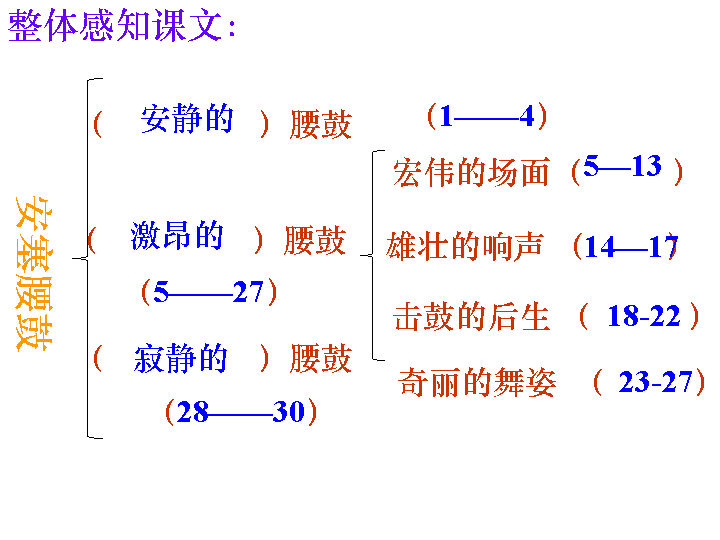 整体感知课文：
安塞腰鼓
（ 安静的 ）腰鼓 （1——4）
宏伟的场面（5—13 ）
（ 激昂的 ）腰鼓
（5——27）
雄壮的响声 （14—17）
击鼓的后生 （ 18-22 ）
（ 寂静的 ）腰鼓
（28——30）
奇丽的舞姿 （ 23-27）